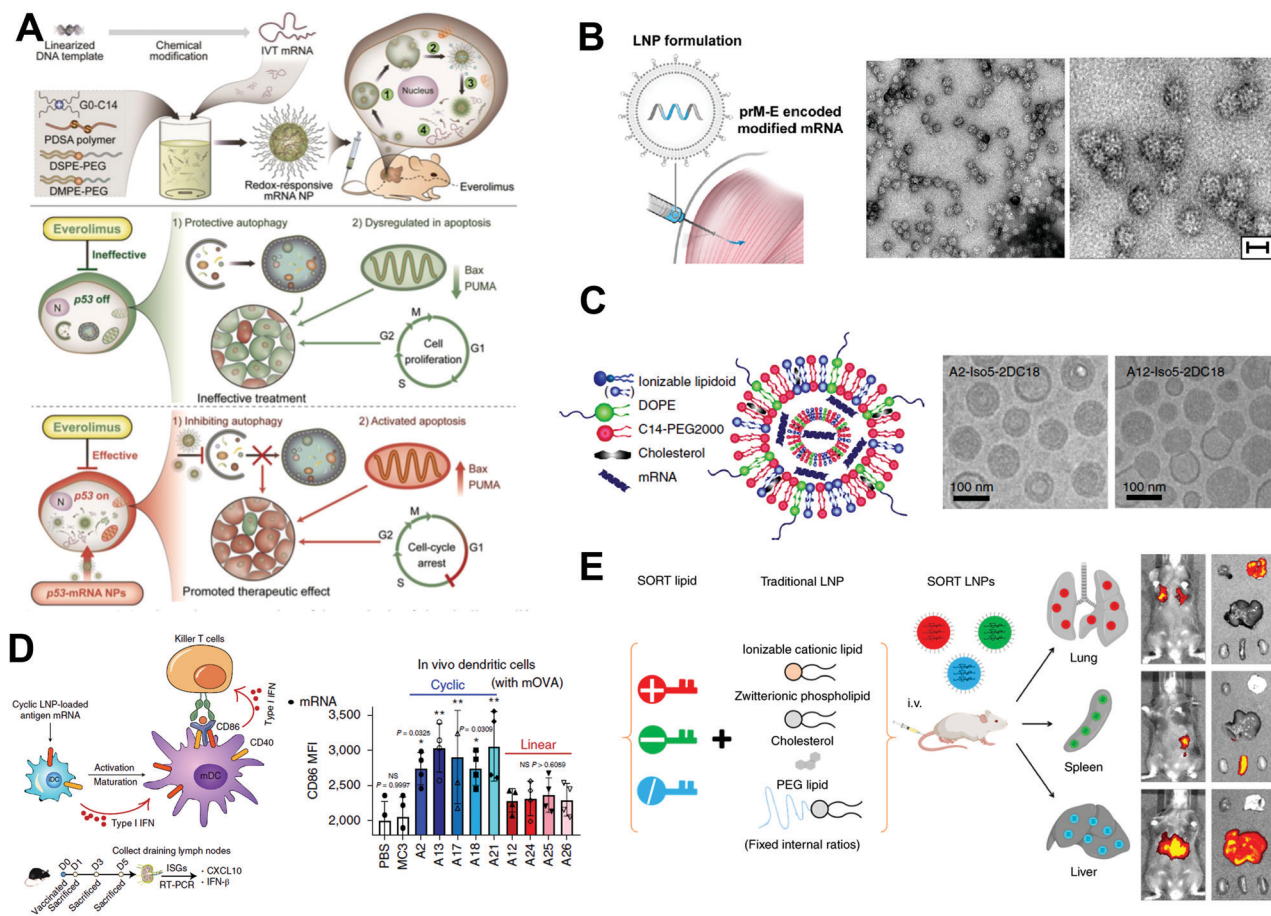 A
Linearized
DNA template
Chemical
modification
IVT mRNA
G0-C14
PDSA polymer
DSPE-PEG
DMPE-PEG
Redox-responsive
mRNA NP
Nucleus
1
2
3
4
Everolimus
Everolimus
Ineffective
p53 off
N
1) Protective autophagy
2) Dysregulated in apoptosis
Bax
PUMA
M
G2
G1
S
Cell
proliferation
Ineffective treatment
Everolimus
Effective
p53 on
N
p53-mRNA NPs
1) Inhibiting autophagy
2) Activated apoptosis
Bax
PUMA
M
G2
G1
S
Cell-cycle
arrest
Promoted therapeutic effect
B
LNP formulation
prM-E encoded
modified mRNA
C
Ionizable lipidoid
DOPE
C14-PEG2000
Cholesterol
mRNA
A2-Iso5-2DC18
100 nm
A12-Iso5-2DC18
100 nm
D
Killer T cells
Cyclic LNP-loaded
antigen mRNA
iDC
Activation
Maturation
Type I IFN
Type I IFN
CD86
CD40
mDC
D0
D1
D3
D5
Vaccinated
Sacrificed
Sacrificed
Sacrificed
Collect draining lymph nodes
ISGs
RT-PCR
· CXCL10
· IFN-β
In vivo dendritic cells
(with mOVA)
mRNA
Cyclic
Linear
CD86 MFI
3,500
3,000
2,500
2,000
NS
P = 0.9997
P = 0.0325
*
**
**
P = 0.0309
*
**
NS P > 0.6089
PBS
MC3
A2
A13
A17
A18
A21
A12
A24
A25
A26
E
SORT lipid
Traditional LNP
SORT LNPs
Ionizable cationic lipid
Zwitterionic phospholipid
Cholesterol
PEG lipid
(Fixed internal ratios)
i.v.
Lung
Spleen
Liver